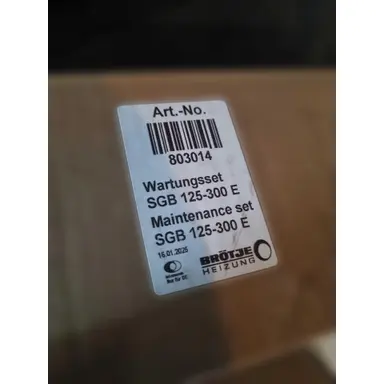 Art.-No.
803014
Wartungsset
SGB 125-300 E
Maintenance set
SGB 125-300 E
16.01.2025
BRÖTJE
HEIZUNG